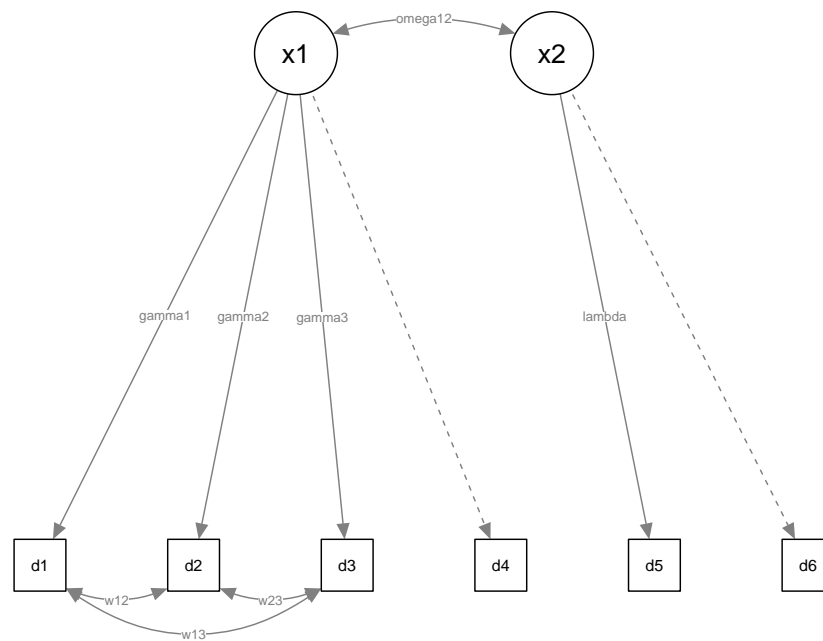 omega12
x1
x2
gamma1
gamma2
gamma3
lambda
d1
d2
d3
d4
d5
d6
w12
w23
w13